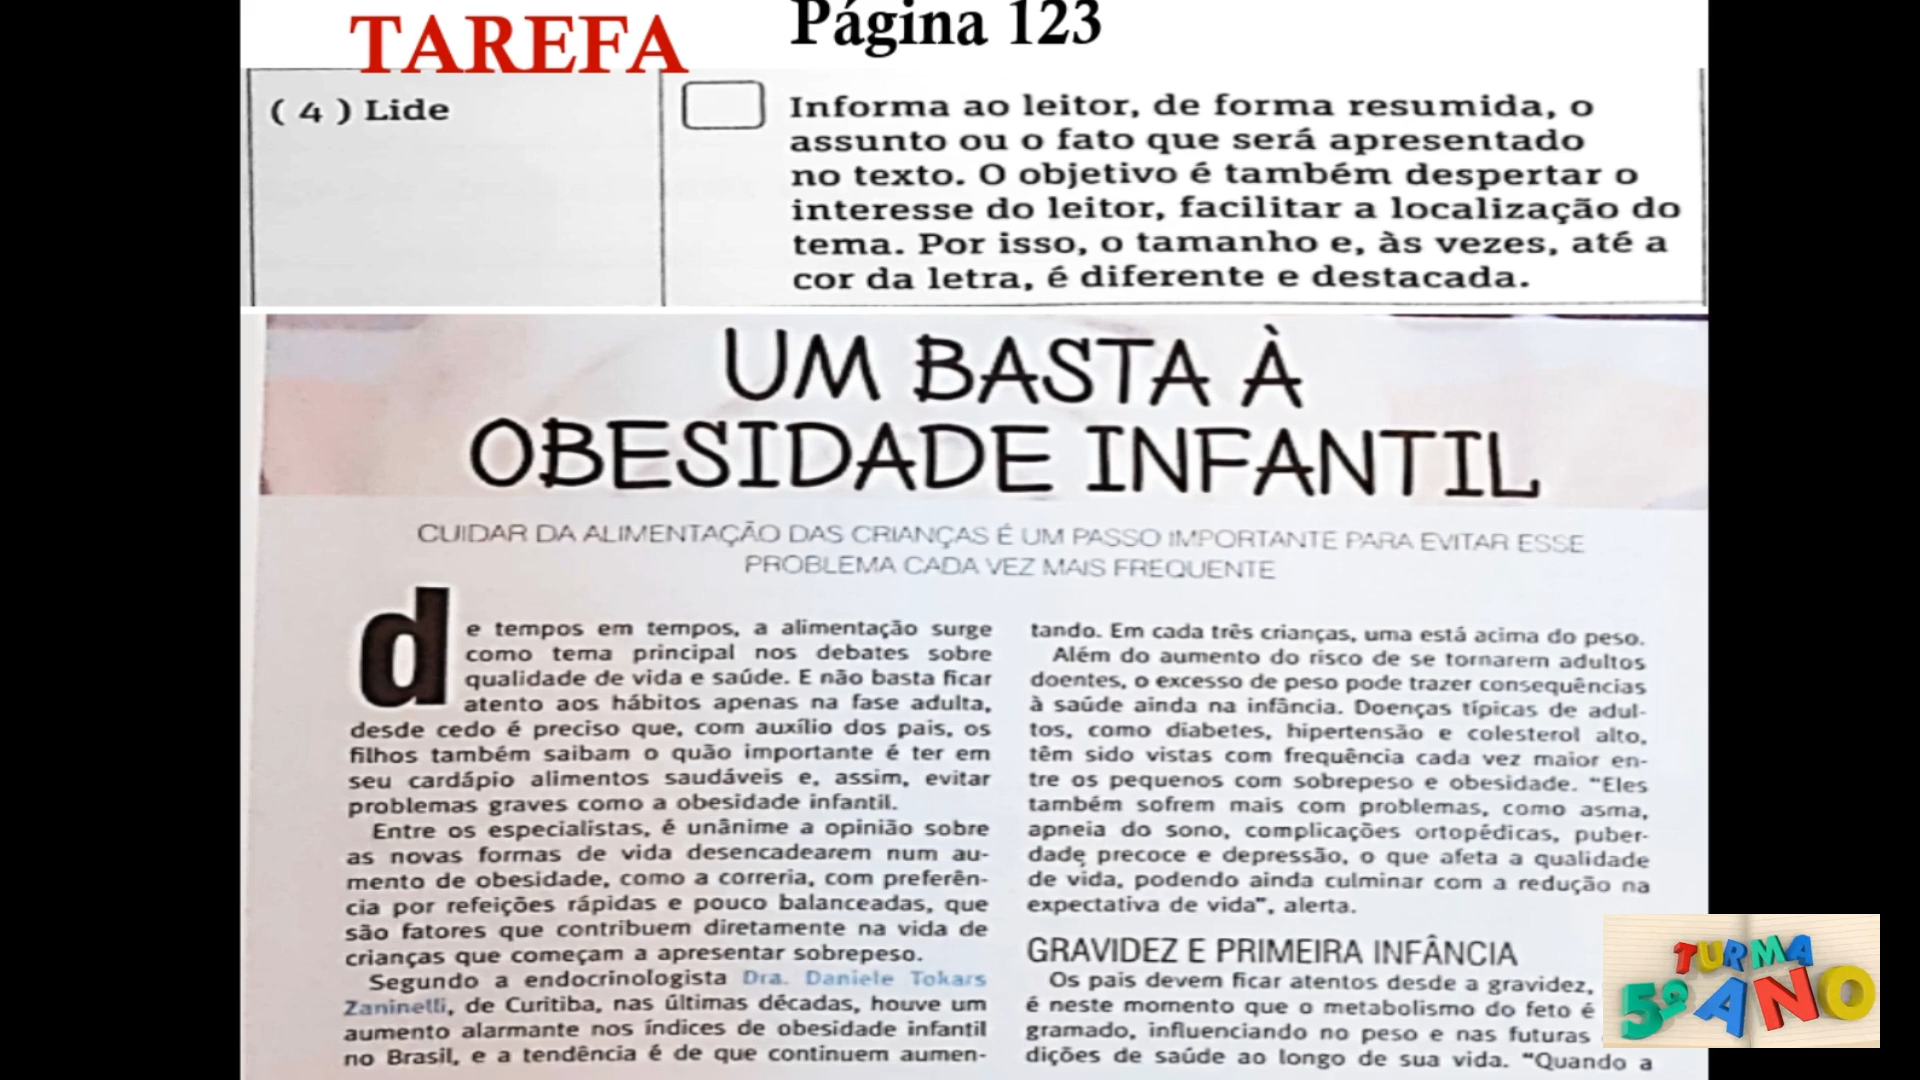 TAREFA
Página 123
( 4 ) Lide
Informa ao leitor, de forma resumida, o
assunto ou o fato que será apresentado
no texto. O objetivo é também despertar o
interesse do leitor, facilitar a localização do
tema. Por isso, o tamanho e, às vezes, até a
cor da letra, é diferente e destacada.
UM BASTA À
OBESIDADE INFANTIL
CUIDAR DA ALIMENTAÇÃO DAS CRIANÇAS É UM PASSO IMPORTANTE PARA EVITAR ESSE
PROBLEMA CADA VEZ MAIS FREQUENTE
de tempos em tempos, a alimentação surge
como tema principal nos debates sobre
qualidade de vida e saúde. E não basta ficar
atento aos hábitos apenas na fase adulta,
desde cedo é preciso que, com auxílio dos pais, os
filhos também saibam o quão importante é ter em
seu cardápio alimentos saudáveis e, assim, evitar
problemas graves como a obesidade infantil.
Entre os especialistas, é unânime a opinião sobre
as novas formas de vida desencadearem num au-
mento de obesidade, como a correria, com preferên-
cia por refeições rápidas e pouco balanceadas, que
são fatores que contribuem diretamente na vida de
crianças que começam a apresentar sobrepeso.
Segundo a endocrinologista Dra. Daniele Tokars
Zaninelli, de Curitiba, nas últimas décadas, houve um
aumento alarmante nos índices de obesidade infantil
no Brasil, e a tendência é de que continuem aumen-
tando. Em cada três crianças, uma está acima do peso.
Além do aumento do risco de se tornarem adultos
doentes, o excesso de peso pode trazer consequências
à saúde ainda na infância. Doenças típicas de adul-
tos, como diabetes, hipertensão e colesterol alto,
têm sido vistas com frequência cada vez maior en-
tre os pequenos com sobrepeso e obesidade. “Eles
também sofrem mais com problemas, como asma,
apneia do sono, complicações ortopédicas, puber-
dade precoce e depressão, o que afeta a qualidade
de vida, podendo ainda culminar com a redução na
expectativa de vida”, alerta.
GRAVIDEZ E PRIMEIRA INFÂNCIA
Os pais devem ficar atentos desde a gravidez,
é neste momento que o metabolismo do feto é
gramado, influenciando no peso e nas futuras
dições de saúde ao longo de sua vida. “Quando a
TURMA
5º ANO